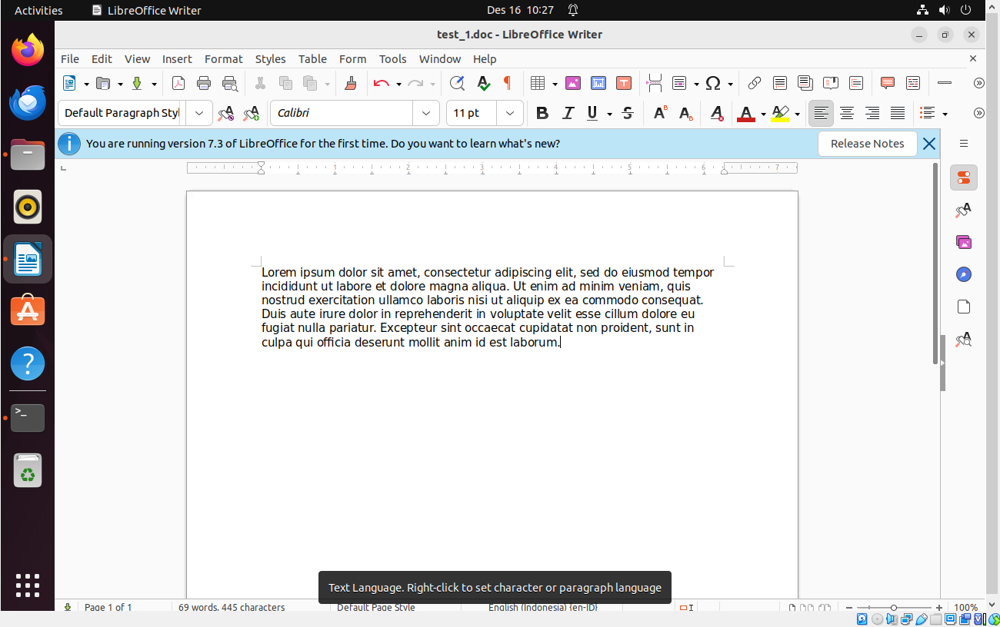 Activities LibreOffice Writer Des 16 10:27
test_1.doc - LibreOffice Writer
File Edit View Insert Format Styles Table Form Tools Window Help
Default Paragraph Styl Calibri 11 pt
You are running version 7.3 of LibreOffice for the first time. Do you want to learn what's new? Release Notes
1 2 3 4 5 6 7
Lorem ipsum dolor sit amet, consectetur adipiscing elit, sed do eiusmod tempor
incididunt ut labore et dolore magna aliqua. Ut enim ad minim veniam, quis
nostrud exercitation ullamco laboris nisi ut aliquip ex ea commodo consequat.
Duis aute irure dolor in reprehenderit in voluptate velit esse cillum dolore eu
fugiat nulla pariatur. Excepteur sint occaecat cupidatat non proident, sunt in
culpa qui officia deserunt mollit anim id est laborum.
Text Language. Right-click to set character or paragraph language
Page 1 of 1 69 words, 445 characters Default Page Style English (Indonesia) {en-ID} 100%